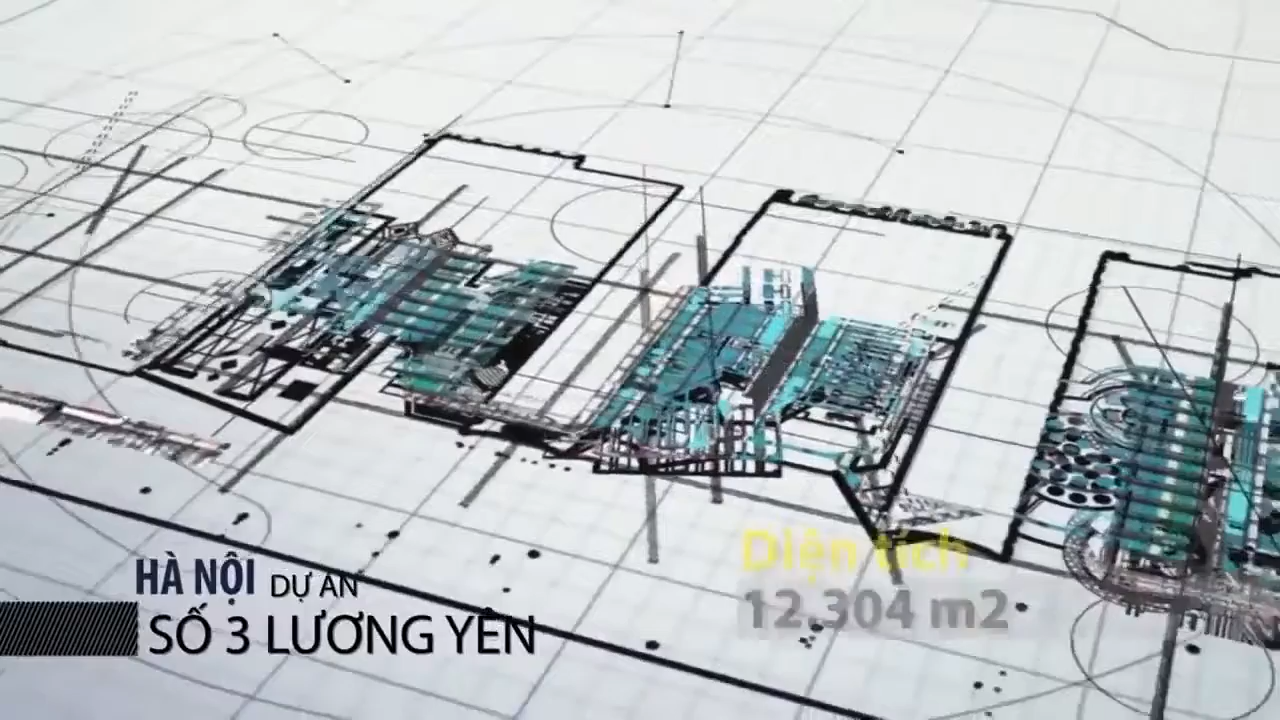 HÀ NỘI DỰ ÁN
SỐ 3 LƯƠNG YÊN
Diện tích
12.304 m2